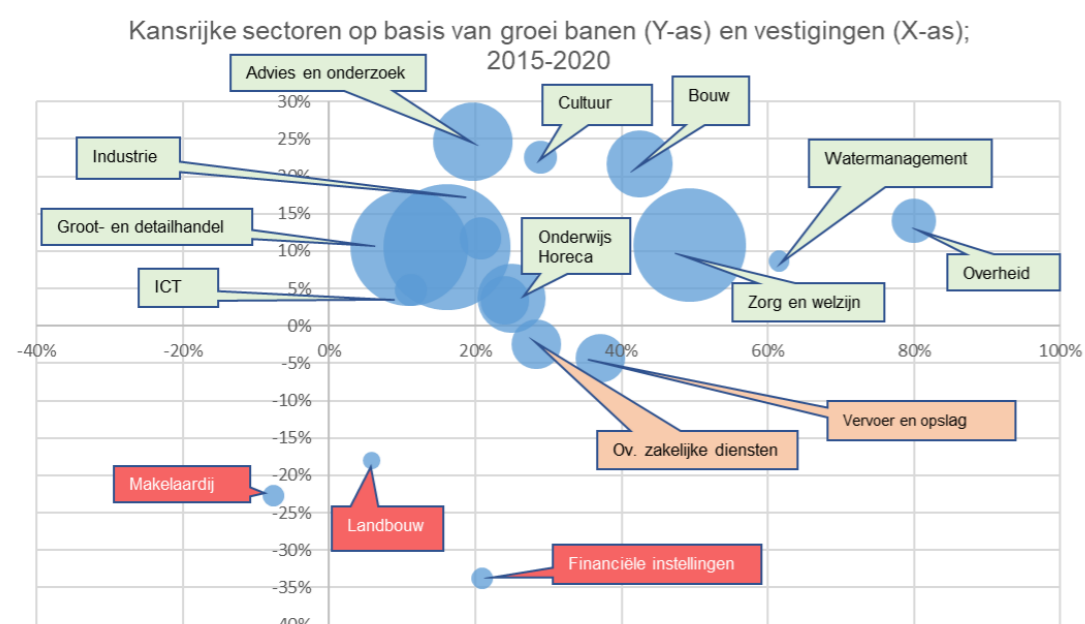 Kansrijke sectoren op basis van groei banen (Y-as) en vestigingen (X-as);
2015-2020
Advies en onderzoek
Cultuur
Bouw
30%
25%
Industrie
20%
Watermanagement
15%
Groot- en detailhandel
Onderwijs
Horeca
10%
Overheid
ICT
5%
Zorg en welzijn
0%
-40%
-20%
0%
20%
40%
60%
80%
100%
-5%
-10%
Vervoer en opslag
-15%
Ov. zakelijke diensten
-20%
Makelaardij
-25%
Landbouw
-30%
Financiële instellingen
-35%
-40%